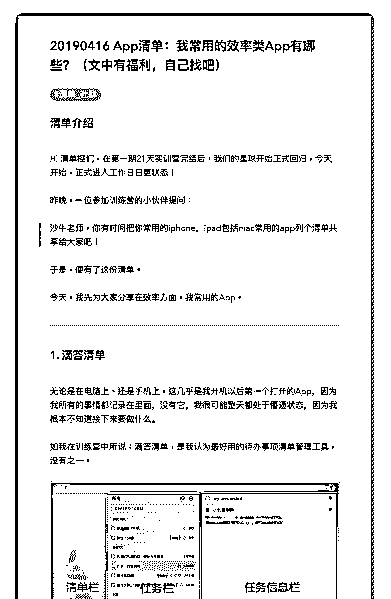 20190416 App清单：我常用的效率类App有哪
些？（文中有福利，自己找吧）
清单介绍
Hi 清单控们，在第一期21天实训营完结后，我们的星球开始正式回归，今天
开始，正式进入工作日日更状态！
昨晚，一位参加训练营的小伙伴提问：
沙牛老师，你有时间把你常用的iphone，ipad包括mac常用的app列个清单共
享给大家吧！
于是，便有了这份清单。
今天，我先为大家分享在效率方面，我常用的App。
1. 滴答清单
无论是在电脑上、还是手机上，这几乎是我开机以后第一个打开的App，因为
我所有的事情都记录在里面，没有它，我很可能整天都处于懵逼状态，因为我
根本不知道接下来要做什么。
如我在训练营中所说：滴答清单，是我认为最好用的待办事项清单管理工具，
没有之一。
清单栏
任务栏
任务信息栏